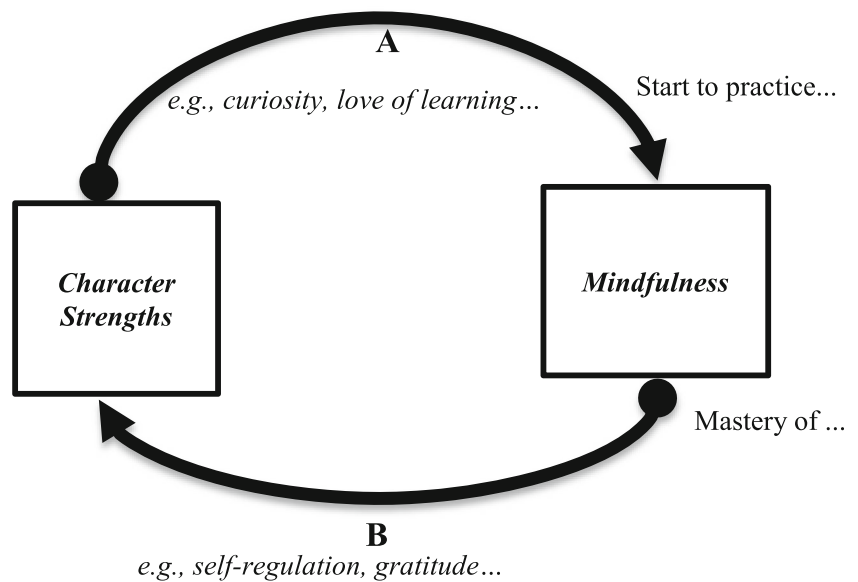 A
e.g., curiosity, love of learning...
Start to practice...
Character
Strengths
Mindfulness
Mastery of ...
B
e.g., self-regulation, gratitude...